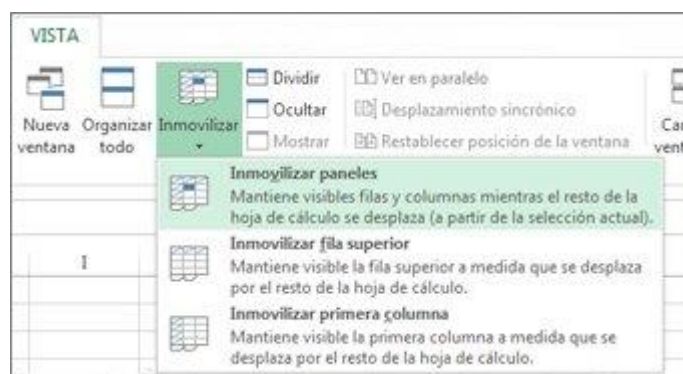 VISTA
Nueva ventana
Organizar todo
Inmovilizar
Dividir
Ocultar
Mostrar
Ver en paralelo
Desplazamiento sincrónico
Restablecer posición de la ventana
Inmovilizar paneles
Mantiene visibles filas y columnas mientras el resto de la
hoja de cálculo se desplaza (a partir de la selección actual).
Inmovilizar fila superior
Mantiene visible la fila superior a medida que se desplaza
por el resto de la hoja de cálculo.
Inmovilizar primera columna
Mantiene visible la primera columna a medida que se
desplaza por el resto de la hoja de cálculo.
I